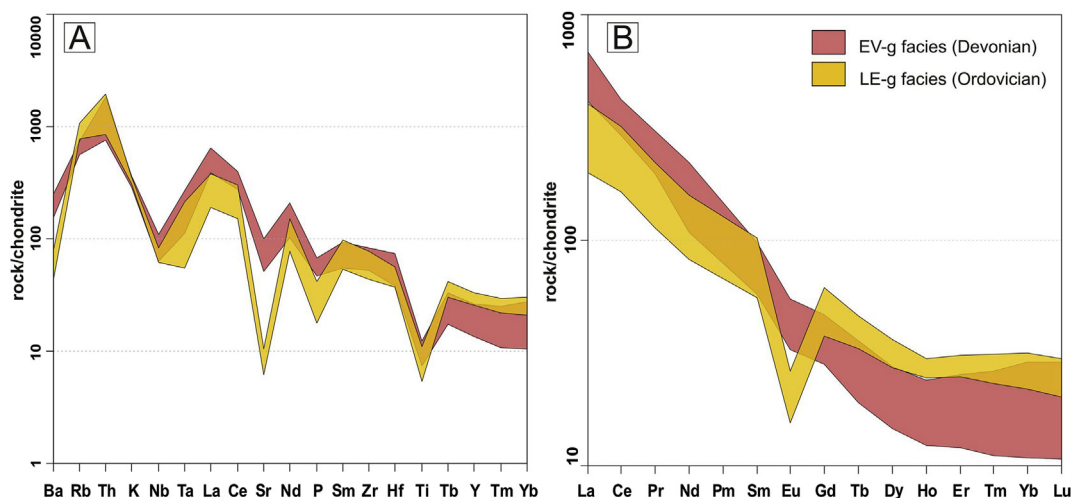 A
10000
1000
100
10
1
rock/chondrite
Ba Rb Th K Nb Ta La Ce Sr Nd P Sm Zr Hf Ti Tb Y Tm Yb
B
EV-g facies (Devonian)
LE-g facies (Ordovician)
1000
100
10
rock/chondrite
La Ce Pr Nd Pm Sm Eu Gd Tb Dy Ho Er Tm Yb Lu